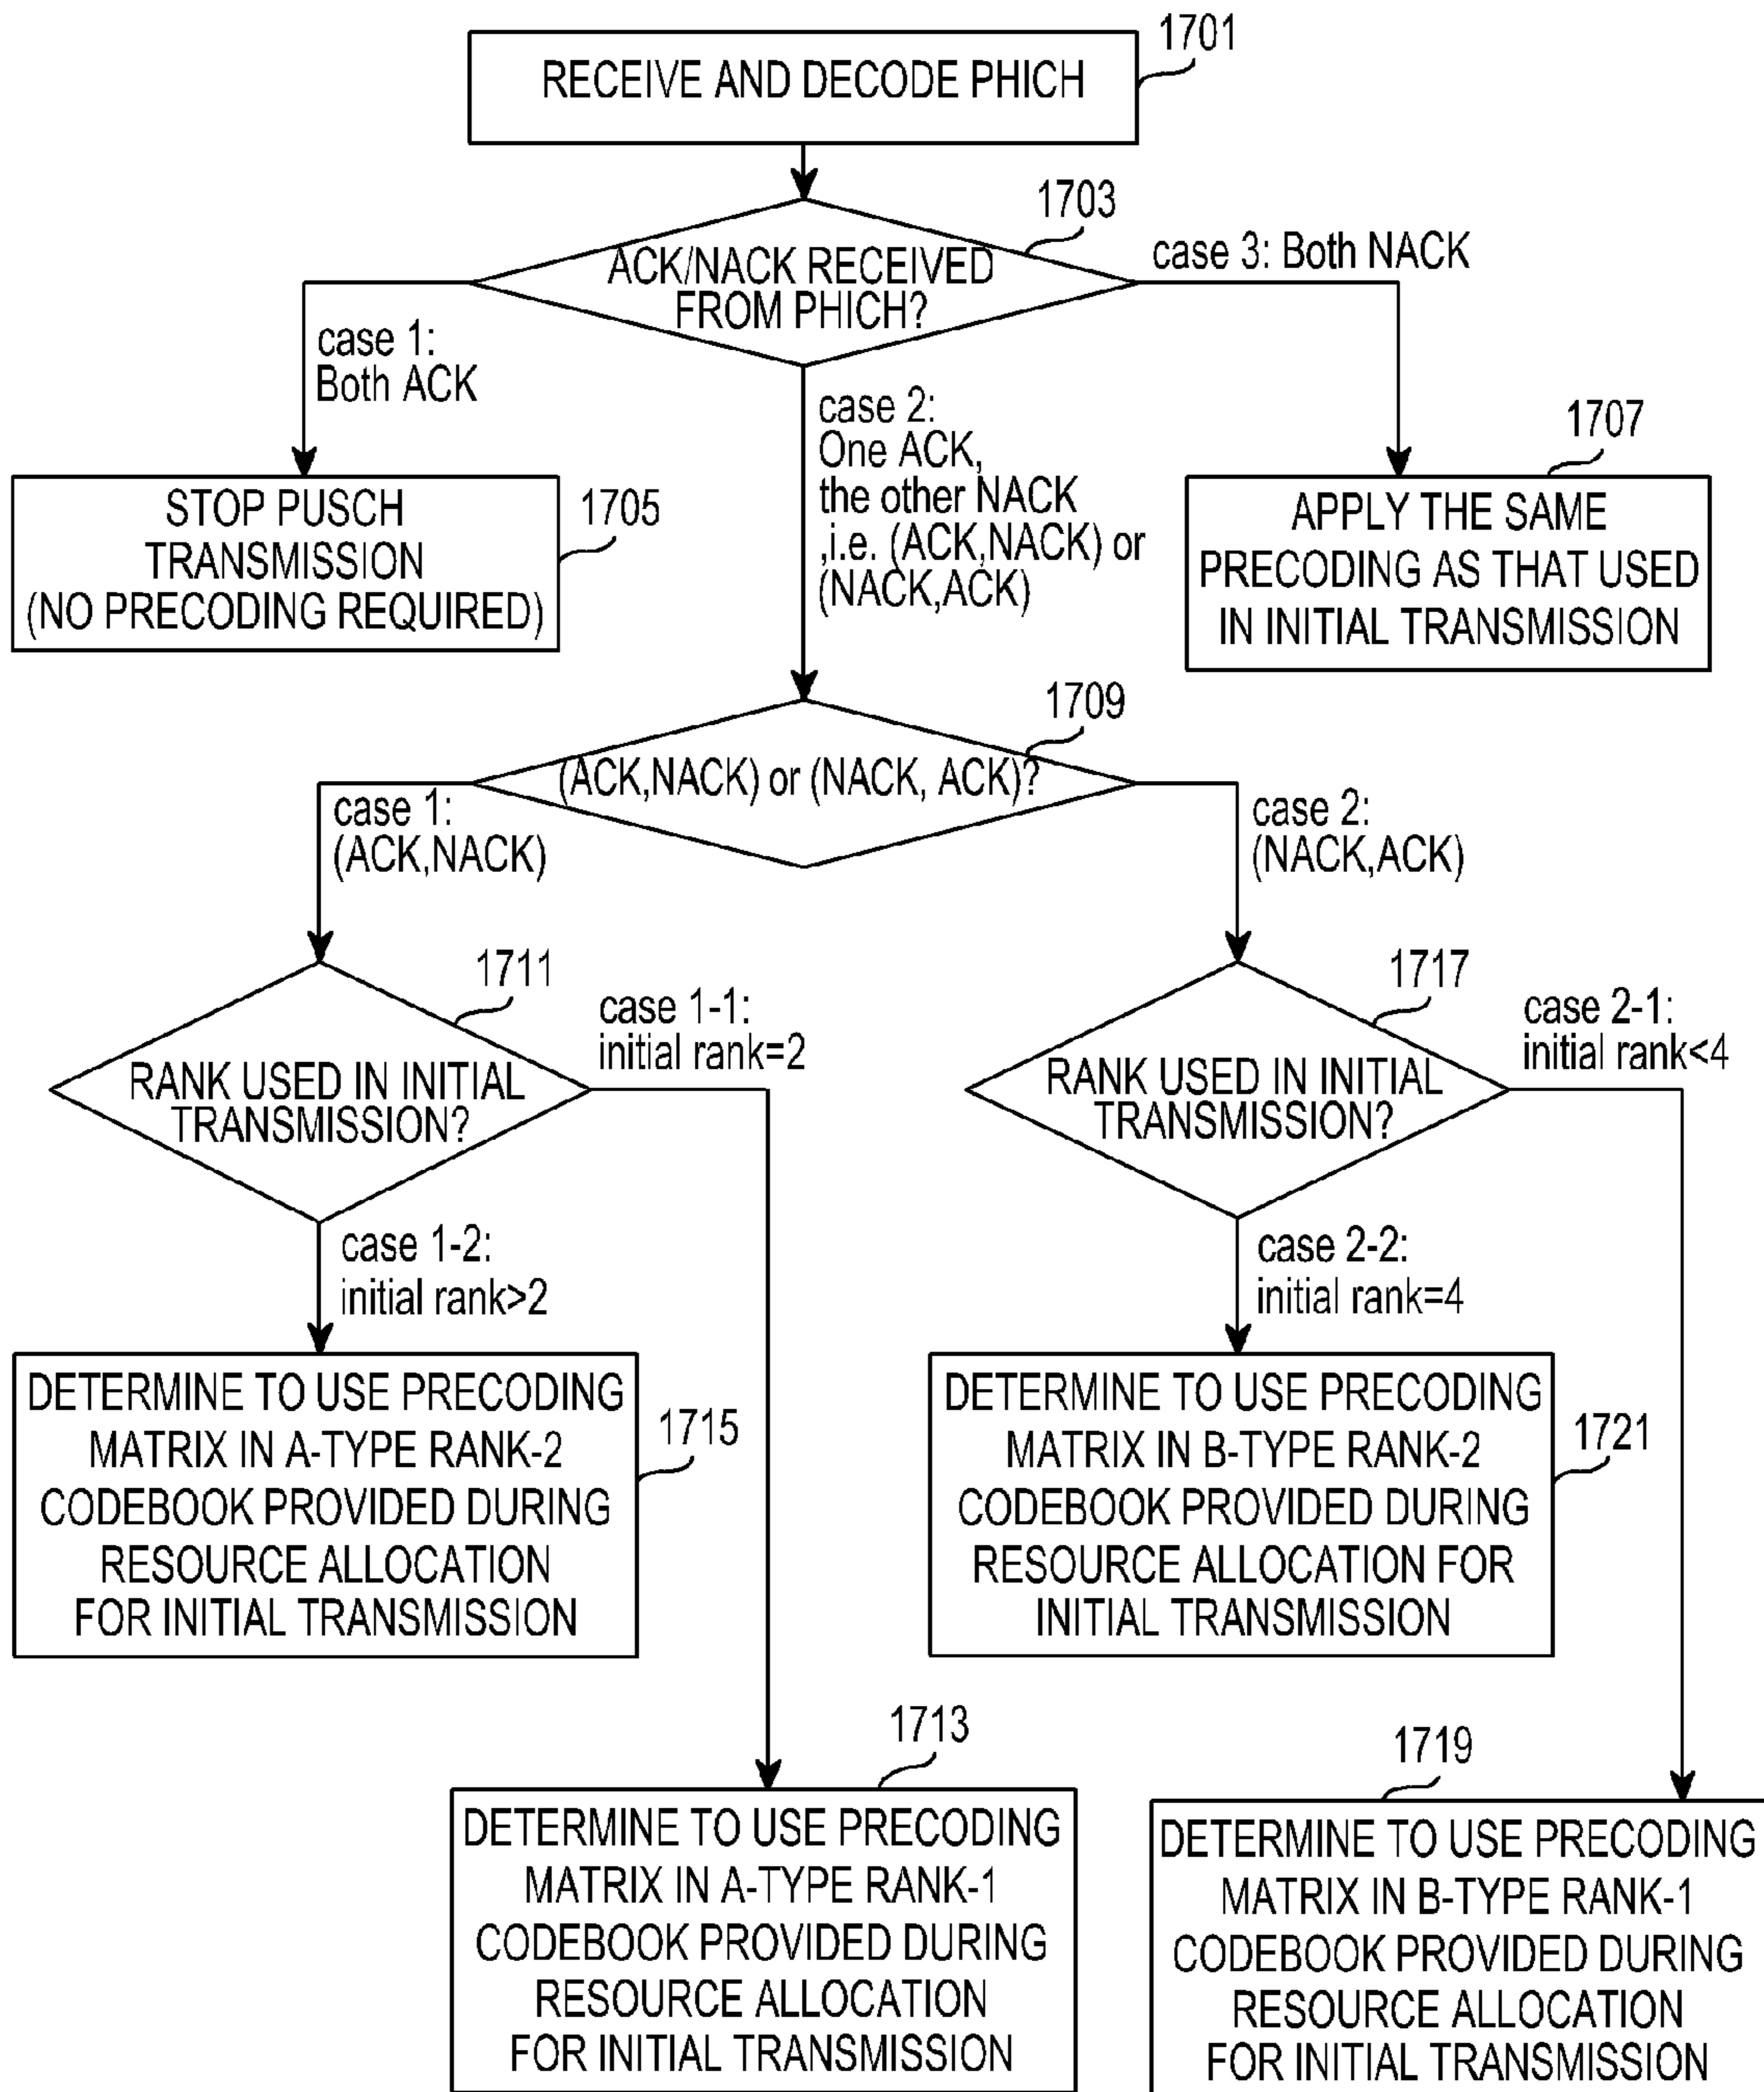 1701
RECEIVE AND DECODE PHICH
1703
ACK/NACK RECEIVED
FROM PHICH?
case 3: Both NACK
case 1:
Both ACK
case 2:
One ACK,
the other NACK
,i.e. (ACK,NACK) or
(NACK,ACK)
1705
STOP PUSCH
TRANSMISSION
(NO PRECODING REQUIRED)
1707
APPLY THE SAME
PRECODING AS THAT USED
IN INITIAL TRANSMISSION
1709
(ACK,NACK) or (NACK, ACK)?
case 1:
(ACK,NACK)
case 2:
(NACK,ACK)
1711
RANK USED IN INITIAL
TRANSMISSION?
case 1-1:
initial rank=2
1717
RANK USED IN INITIAL
TRANSMISSION?
case 2-1:
initial rank<4
case 1-2:
initial rank>2
case 2-2:
initial rank=4
DETERMINE TO USE PRECODING
MATRIX IN A-TYPE RANK-2
CODEBOOK PROVIDED DURING
RESOURCE ALLOCATION
FOR INITIAL TRANSMISSION
1715
DETERMINE TO USE PRECODING
MATRIX IN B-TYPE RANK-2
CODEBOOK PROVIDED DURING
RESOURCE ALLOCATION FOR
INITIAL TRANSMISSION
1721
1713
DETERMINE TO USE PRECODING
MATRIX IN A-TYPE RANK-1
CODEBOOK PROVIDED DURING
RESOURCE ALLOCATION
FOR INITIAL TRANSMISSION
1719
DETERMINE TO USE PRECODING
MATRIX IN B-TYPE RANK-1
CODEBOOK PROVIDED DURING
RESOURCE ALLOCATION
FOR INITIAL TRANSMISSION